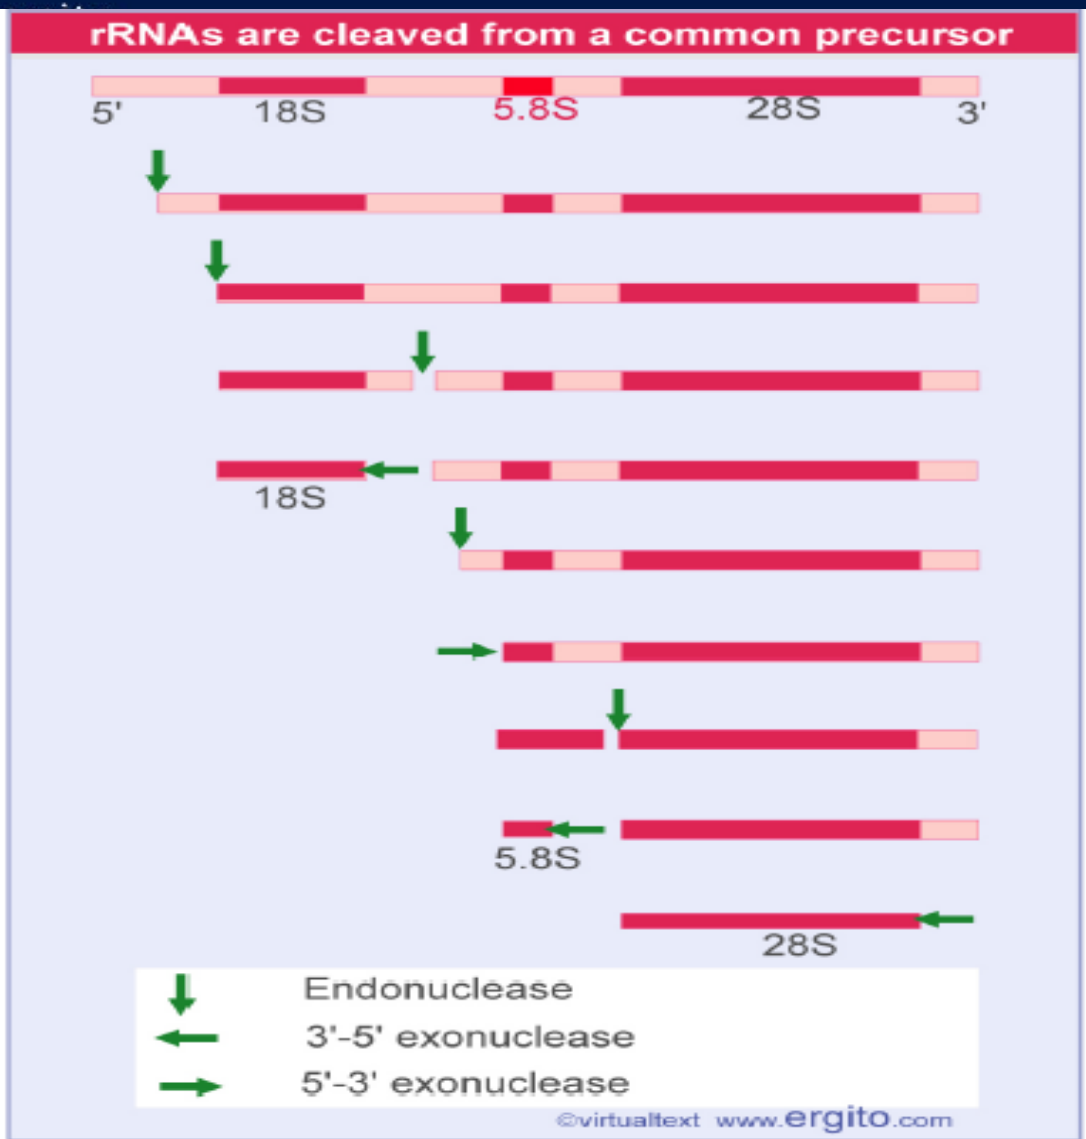 rRNAs are cleaved from a common precursor
5' 18S 5.8S 28S 3'
18S
5.8S
28S
Endonuclease
3'-5' exonuclease
5'-3' exonuclease
©virtualtext www.ergito.com